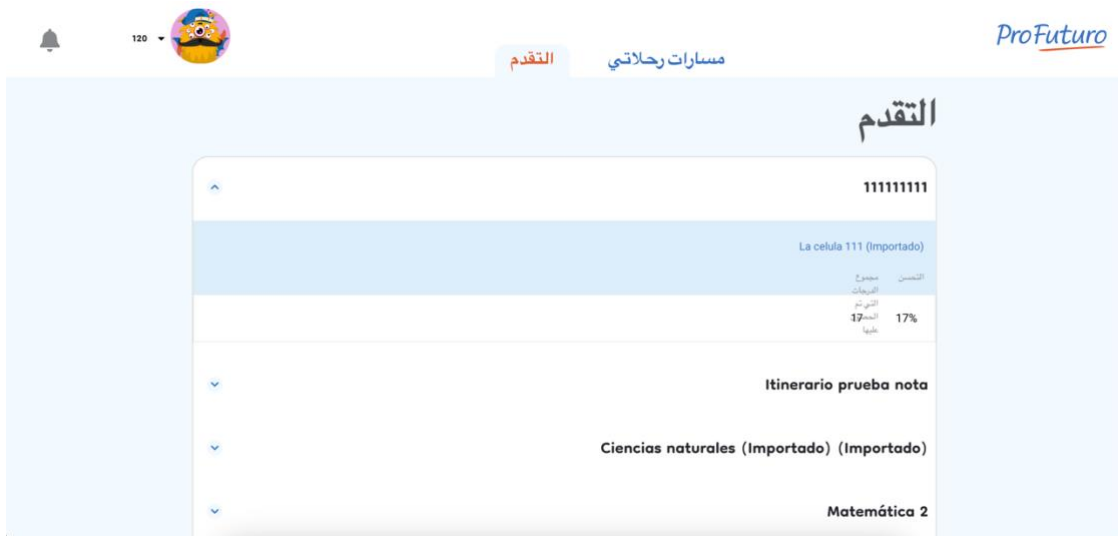 ProFuturo
120
مسارات رحلاتي
التقدم
التقدم
111111111
La celula 111 (Importado)
التحسن
مجموع
الدرجات
التي تم
عليها
17%
17
Itinerario prueba nota
Ciencias naturales (Importado) (Importado)
Matemática 2